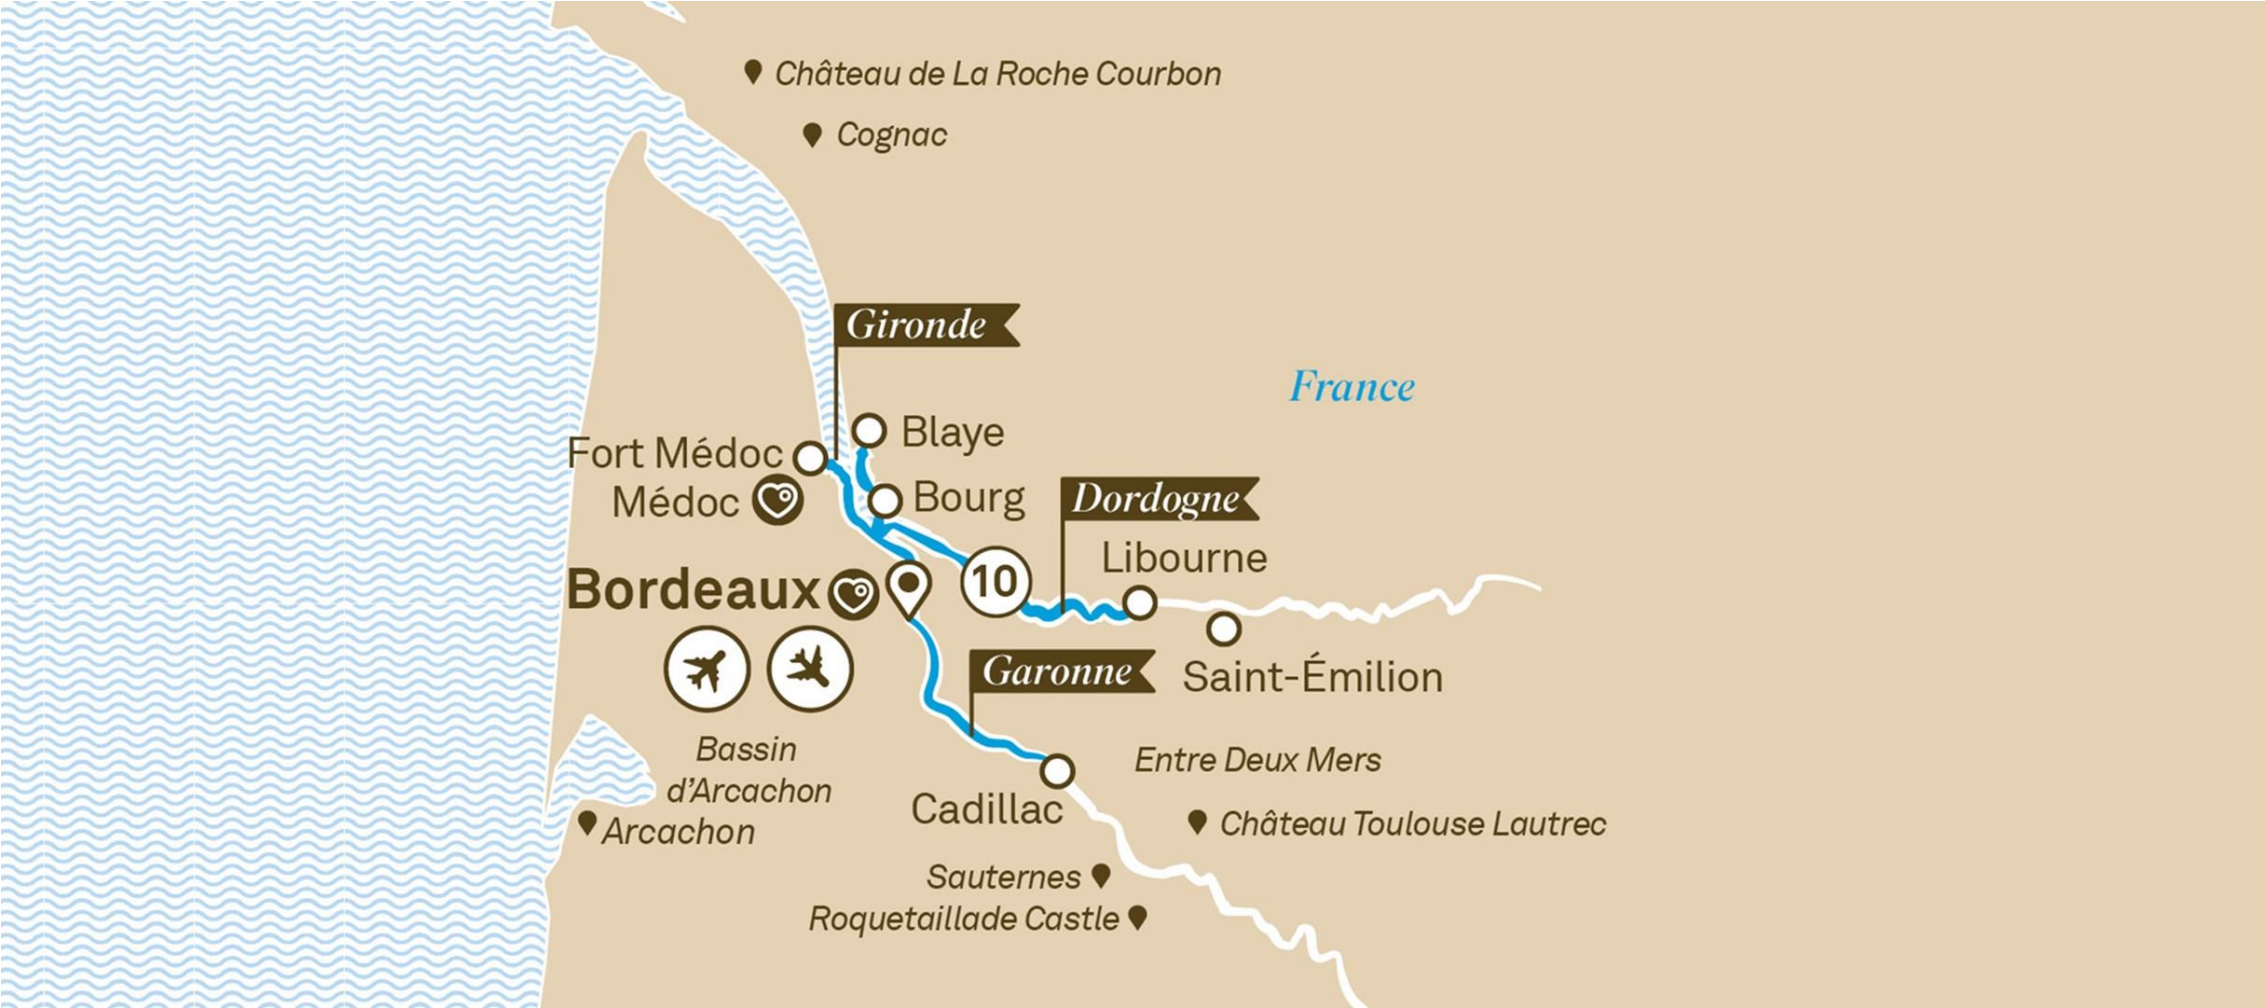 Château de La Roche Courbon
Cognac
Gironde
France
Blaye
Fort Médoc
Médoc
Bourg
Dordogne
Libourne
10
Bordeaux
Garonne
Saint-Émilion
Bassin
d'Arcachon
Arcachon
Entre Deux Mers
Cadillac
Château Toulouse Lautrec
Sauternes
Roquetaillade Castle